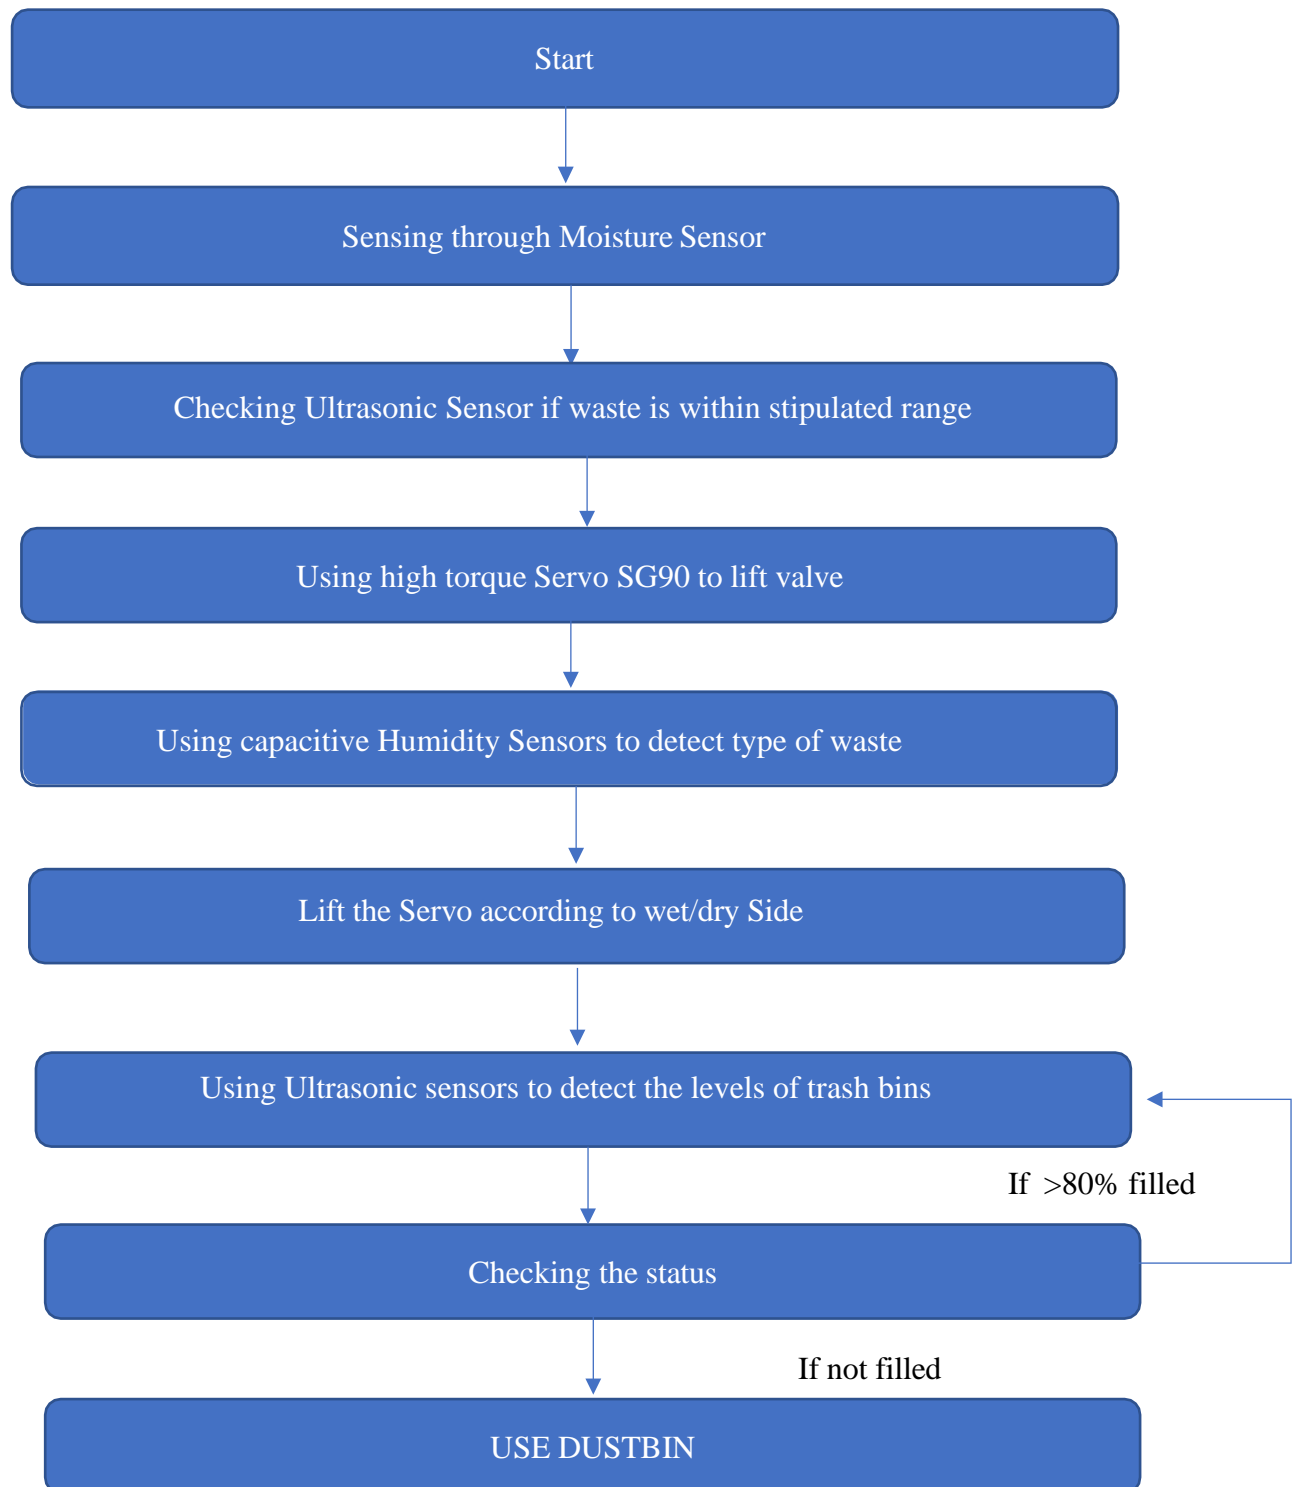 Start
Sensing through Moisture Sensor
Checking Ultrasonic Sensor if waste is within stipulated range
Using high torque Servo SG90 to lift valve
Using capacitive Humidity Sensors to detect type of waste
Lift the Servo according to wet/dry Side
Using Ultrasonic sensors to detect the levels of trash bins
If >80% filled
Checking the status
If not filled
USE DUSTBIN